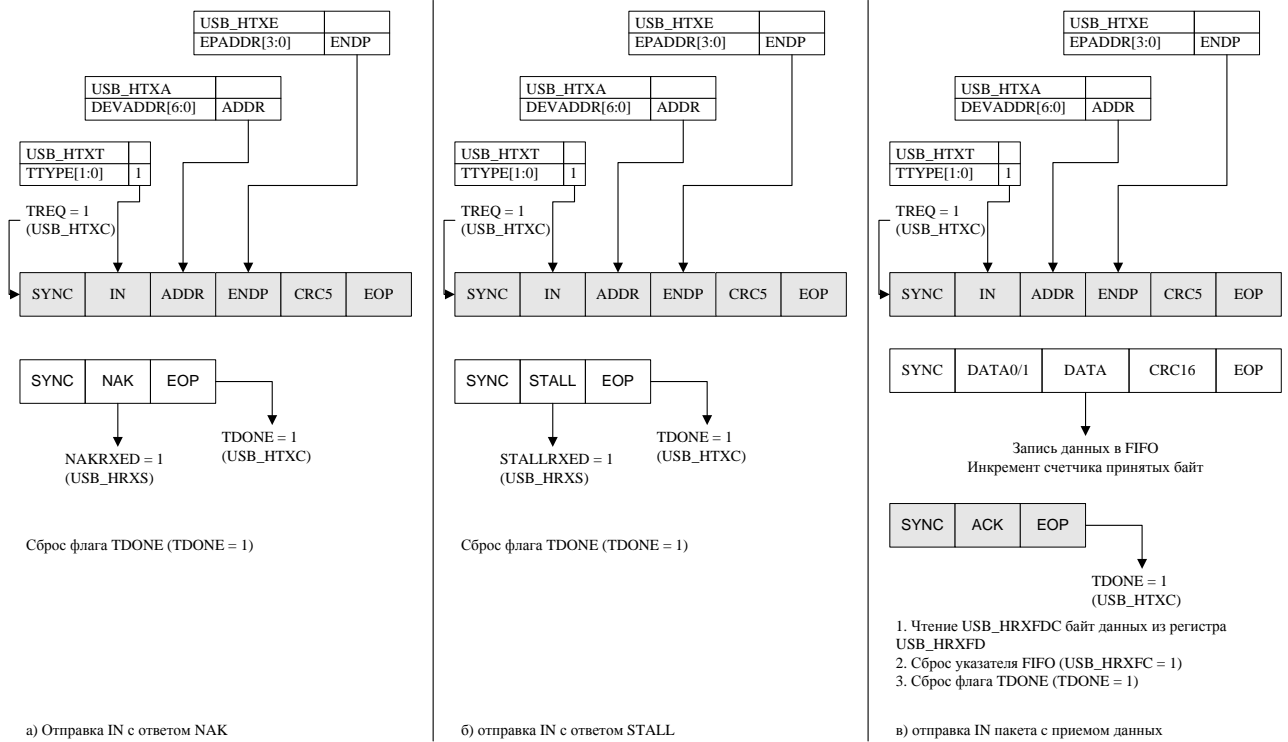 USB_HTXE
EPADDR[3:0] ENDP
USB_HTXA
DEVADDR[6:0] ADDR
USB_HTXT
TTYPE[1:0] 1
TREQ = 1
(USB_HTXC)
SYNC IN ADDR ENDP CRC5 EOP
SYNC NAK EOP
NAKRXED = 1
(USB_HRXS)
TDONE = 1
(USB_HTXC)
Сброс флага TDONE (TDONE = 1)
а) Отправка IN с ответом NAK
USB_HTXE
EPADDR[3:0] ENDP
USB_HTXA
DEVADDR[6:0] ADDR
USB_HTXT
TTYPE[1:0] 1
TREQ = 1
(USB_HTXC)
SYNC IN ADDR ENDP CRC5 EOP
SYNC STALL EOP
STALLRXED = 1
(USB_HRXS)
TDONE = 1
(USB_HTXC)
Сброс флага TDONE (TDONE = 1)
б) отправка IN с ответом STALL
USB_HTXE
EPADDR[3:0] ENDP
USB_HTXA
DEVADDR[6:0] ADDR
USB_HTXT
TTYPE[1:0] 1
TREQ = 1
(USB_HTXC)
SYNC IN ADDR ENDP CRC5 EOP
SYNC DATA0/1 DATA CRC16 EOP
Запись данных в FIFO
Инкремент счетчика принятых байт
SYNC ACK EOP
TDONE = 1
(USB_HTXC)
1. Чтение USB_HRXFDC байт данных из регистра
USB_HRXFD
2. Сброс указателя FIFO (USB_HRXFC = 1)
3. Сброс флага TDONE (TDONE = 1)
в) отправка IN пакета с приемом данных